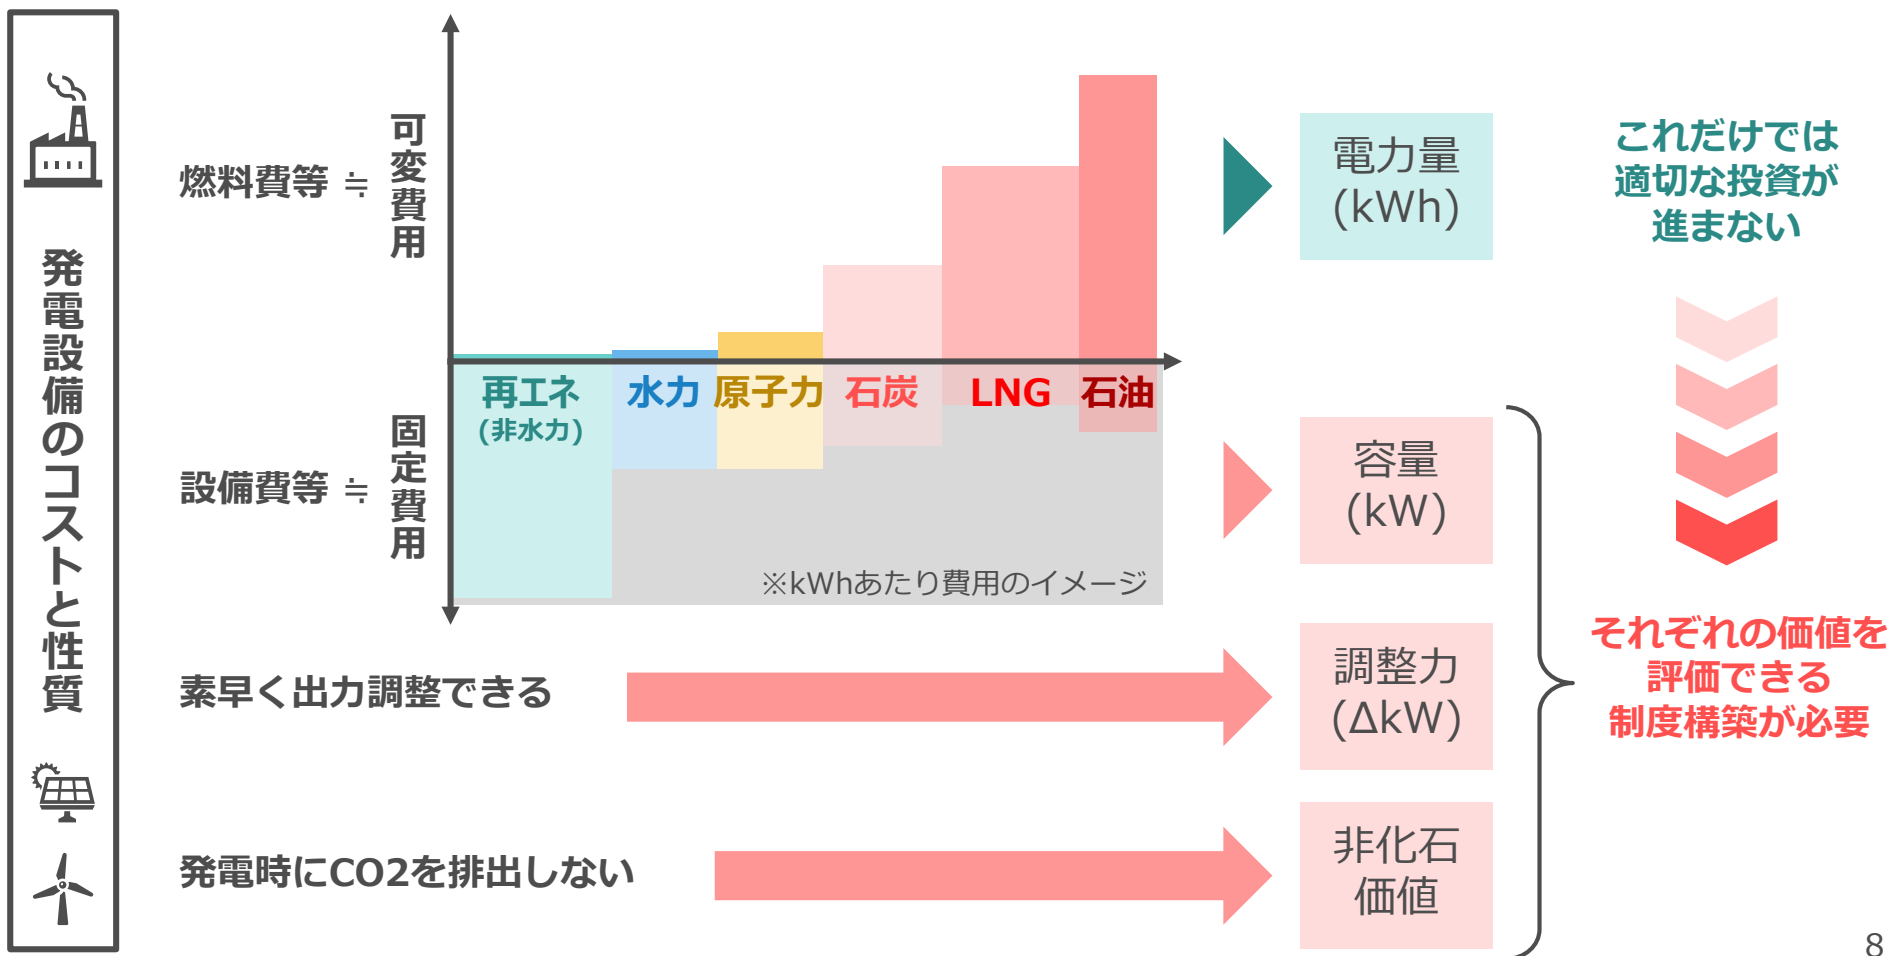 発電設備のコストと性質
燃料費等 ≒
可変費用
設備費等 ≒
固定費用
再エネ
(非水力)
水力
原子力
石炭
LNG
石油
※kWhあたり費用のイメージ
素早く出力調整できる
発電時にCO2を排出しない
電力量
(kWh)
容量
(kW)
調整力
(ΔkW)
非化石
価値
これだけでは
適切な投資が
進まない
それぞれの価値を
評価できる
制度構築が必要
8